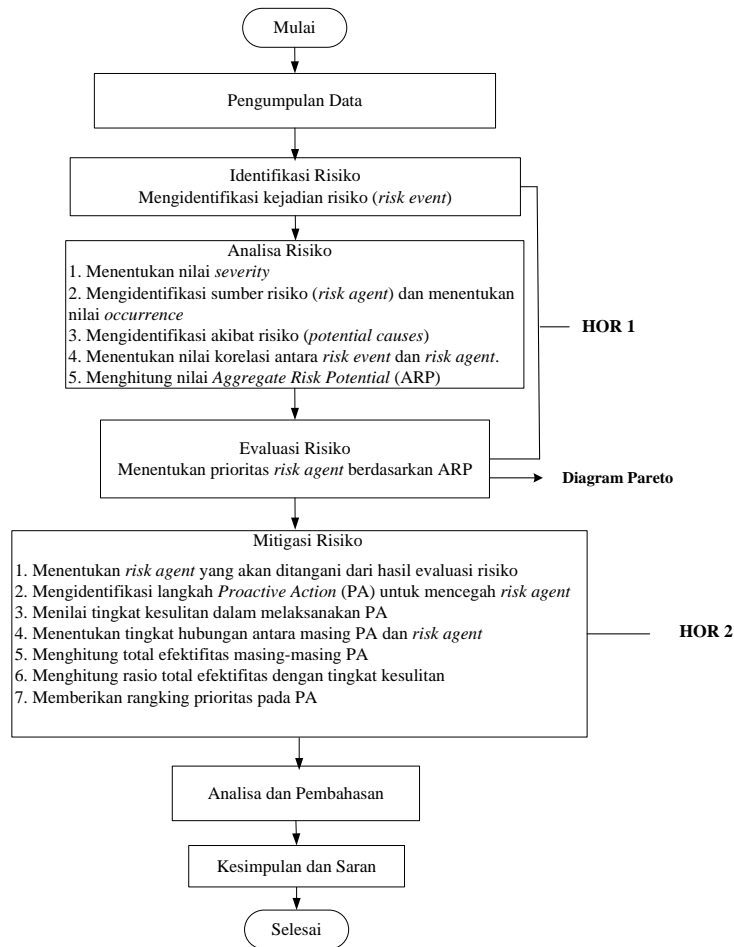 Mulai
Pengumpulan Data
Identifikasi Risiko
Mengidentifikasi kejadian risiko (risk event)
Analisa Risiko
1. Menentukan nilai severity
2. Mengidentifikasi sumber risiko (risk agent) dan menentukan
nilai occurrence
3. Mengidentifikasi akibat risiko (potential causes)
4. Menentukan nilai korelasi antara risk event dan risk agent.
5. Menghitung nilai Aggregate Risk Potential (ARP)
HOR 1
Evaluasi Risiko
Menentukan prioritas risk agent berdasarkan ARP
Diagram Pareto
Mitigasi Risiko
1. Menentukan risk agent yang akan ditangani dari hasil evaluasi risiko
2. Mengidentifikasi langkah Proactive Action (PA) untuk mencegah risk agent
3. Menilai tingkat kesulitan dalam melaksanakan PA
4. Menentukan tingkat hubungan antara masing PA dan risk agent
5. Menghitung total efektifitas masing-masing PA
6. Menghitung rasio total efektifitas dengan tingkat kesulitan
7. Memberikan rangking prioritas pada PA
HOR 2
Analisa dan Pembahasan
Kesimpulan dan Saran
Selesai